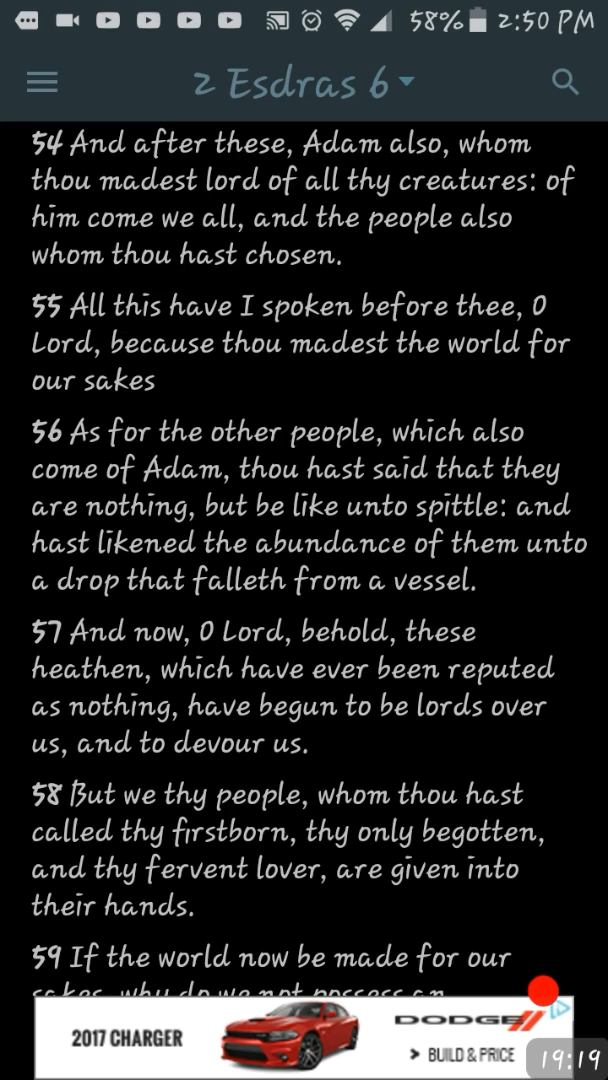 58% 2:50 PM
2 Esdras 6
54 And after these, Adam also, whom
thou madest lord of all thy creatures: of
him come we all, and the people also
whom thou hast chosen.
55 All this have I spoken before thee, O
Lord, because thou madest the world for
our sakes
56 As for the other people, which also
come of Adam, thou hast said that they
are nothing, but be like unto spittle: and
hast likened the abundance of them unto
a drop that falleth from a vessel.
57 And now, O Lord, behold, these
heathen, which have ever been reputed
as nothing, have begun to be lords over
us, and to devour us.
58 But we thy people, whom thou hast
called thy firstborn, thy only begotten,
and thy fervent lover, are given into
their hands.
59 If the world now be made for our
sakes, why do we not possess an
2017 CHARGER
DODGE
> BUILD & PRICE
19:19